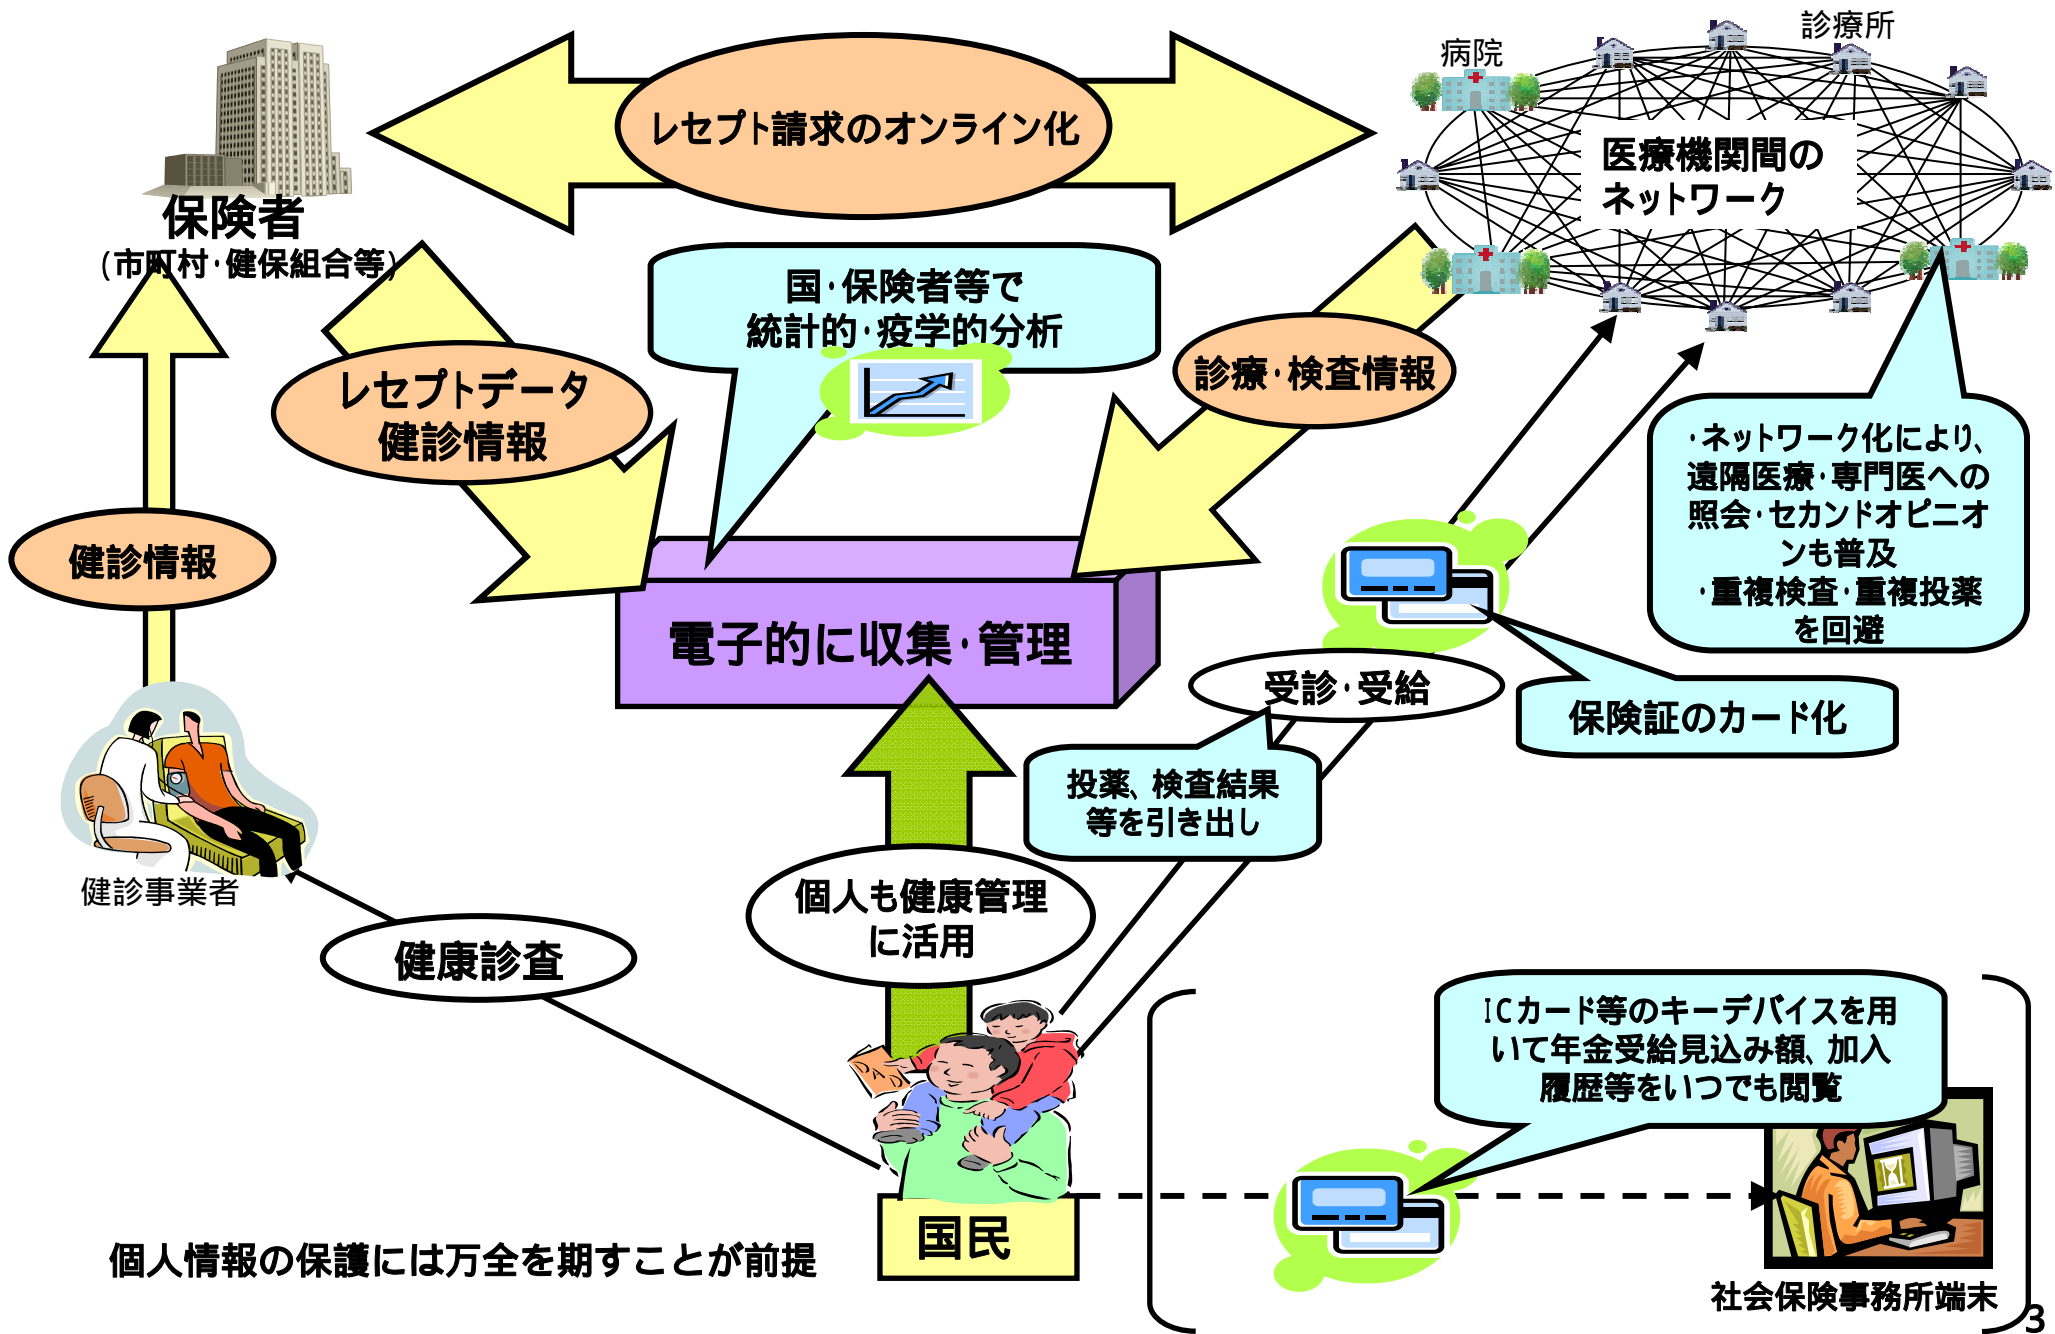 診療所
病院
レセプト請求のオンライン化
医療機関間の
ネットワーク
保険者
(市町村・健保組合等)
国・保険者等で
統計的・疫学的分析
診療・検査情報
レセプトデータ
健診情報
・ネットワーク化により、
遠隔医療・専門医への
照会・セカンドオピニオ
ンも普及
・重複検査・重複投薬
を回避
健診情報
電子的に収集・管理
受診・受給
保険証のカード化
投薬、検査結果
等を引き出し
健診事業者
個人も健康管理
に活用
健康診査
ICカード等のキーデバイスを用
いて年金受給見込み額、加入
履歴等をいつでも閲覧
DAD
国民
個人情報の保護には万全を期すことが前提
社会保険事務所端末
3